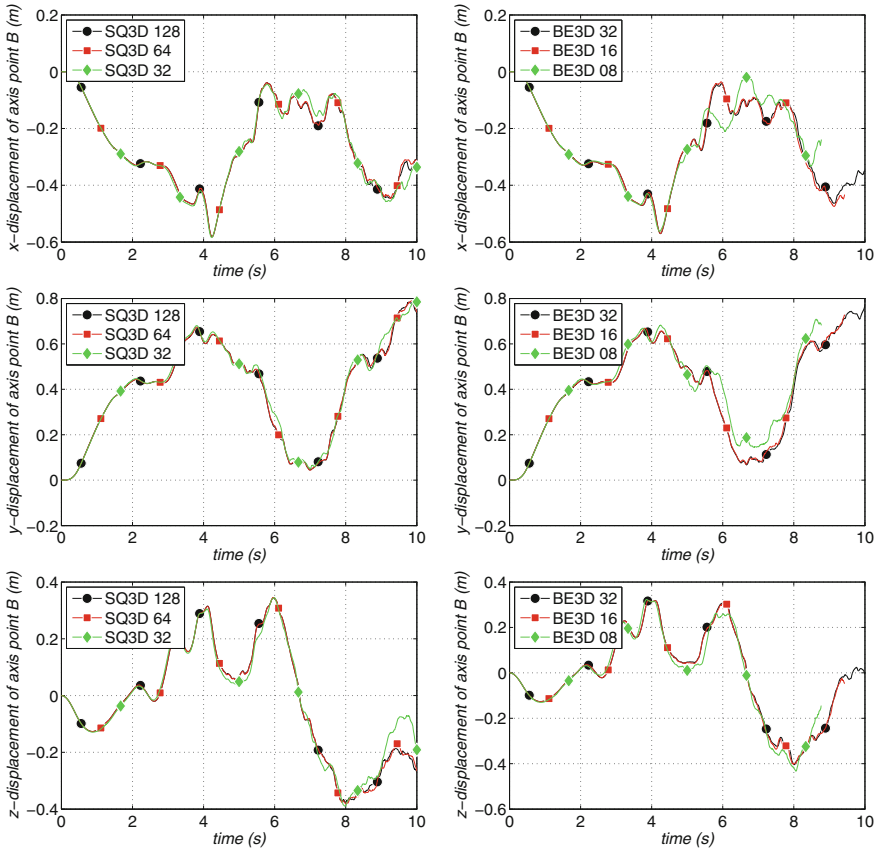 x−displacement of axis point B (m)
0.2
0
−0.2
−0.4
−0.6
SQ3D 128
SQ3D 64
SQ3D 32
0 2 4 6 8 10
time (s)
x−displacement of axis point B (m)
0.2
0
−0.2
−0.4
−0.6
BE3D 32
BE3D 16
BE3D 08
0 2 4 6 8 10
time (s)
y−displacement of axis point B (m)
0.8
0.6
0.4
0.2
0
−0.2
SQ3D 128
SQ3D 64
SQ3D 32
0 2 4 6 8 10
time (s)
y−displacement of axis point B (m)
0.8
0.6
0.4
0.2
0
−0.2
BE3D 32
BE3D 16
BE3D 08
0 2 4 6 8 10
time (s)
z−displacement of axis point B (m)
0.4
0.2
0
−0.2
−0.4
SQ3D 128
SQ3D 64
SQ3D 32
0 2 4 6 8 10
time (s)
z−displacement of axis point B (m)
0.4
0.2
0
−0.2
−0.4
−0.6
BE3D 32
BE3D 16
BE3D 08
0 2 4 6 8 10
time (s)